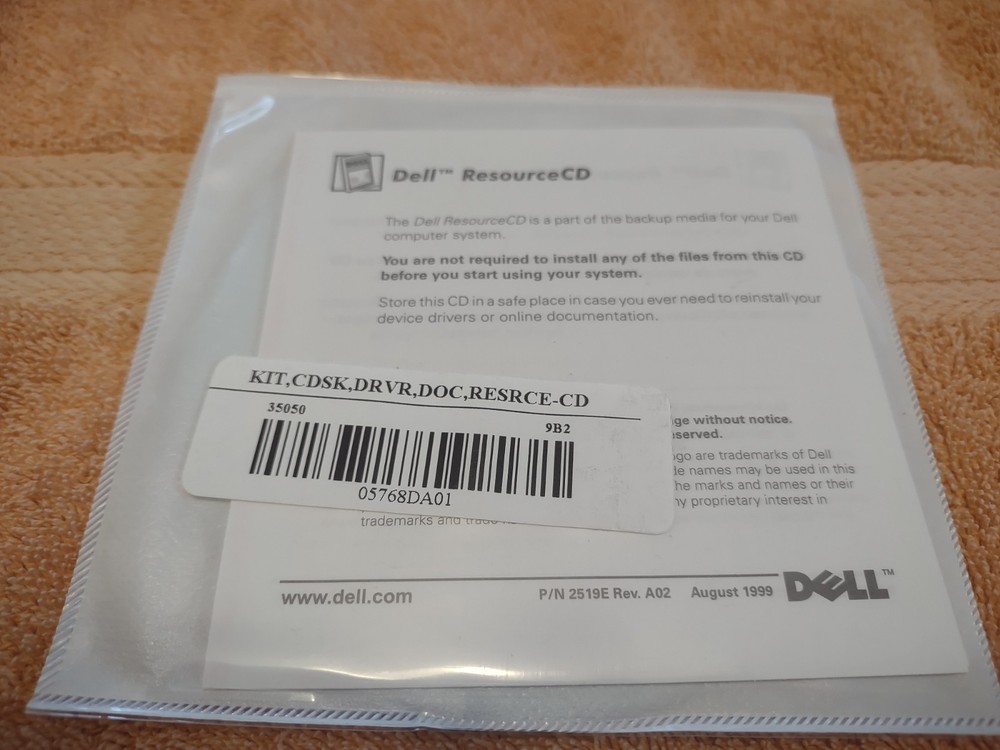 Dell™ ResourceCD
The Dell ResourceCD is a part of the backup media for your Dell
computer system.
You are not required to install any of the files from this CD
before you start using your system.
Store this CD in a safe place in case you ever need to reinstall your
device drivers or online documentation.
KIT,CDSK,DRVR,DOC,RESRCE-CD
35050 9B2
05768DA01
ge without notice.
served.
go are trademarks of Dell
de names may be used in this
he marks and names or their
ny proprietary interest in
trademarks and trade
www.dell.com P/N 2519E Rev. A02 August 1999 DELL™